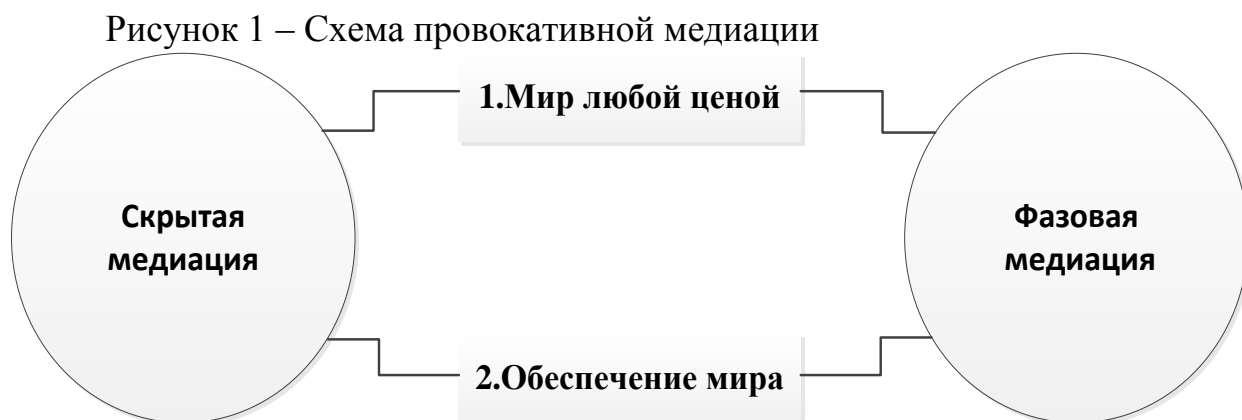 Рисунок 1 – Схема провокативной медиации
1.Мир любой ценой
Скрытая
медиация
Фазовая
медиация
2.Обеспечение мира